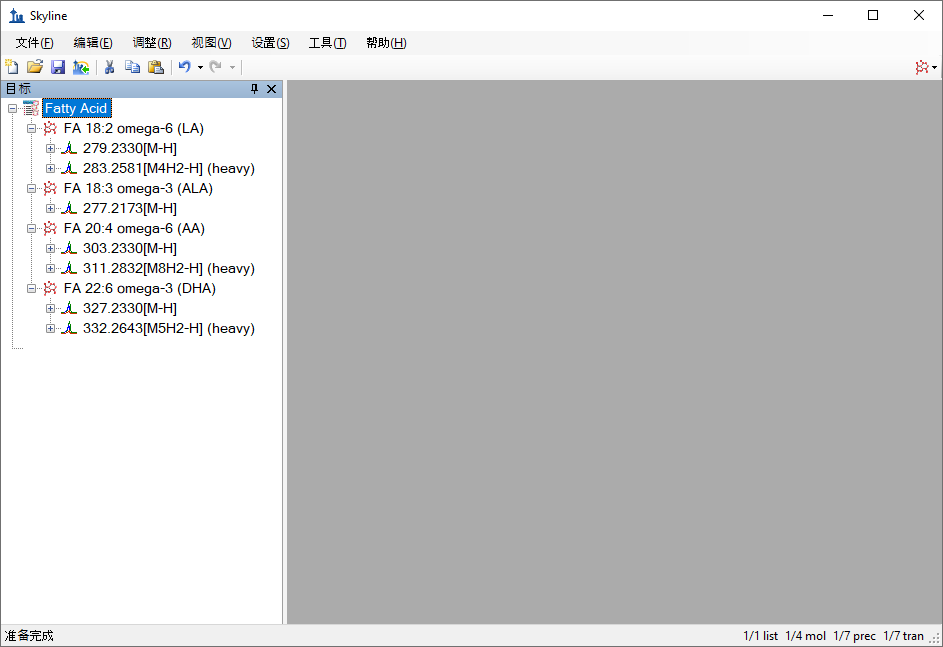 Skyline
文件(F) 编辑(E) 调整(R) 视图(V) 设置(S) 工具(T) 帮助(H)
目标
Fatty Acid
FA 18:2 omega-6 (LA)
279.2330[M-H]
283.2581[M4H2-H] (heavy)
FA 18:3 omega-3 (ALA)
277.2173[M-H]
FA 20:4 omega-6 (AA)
303.2330[M-H]
311.2832[M8H2-H] (heavy)
FA 22:6 omega-3 (DHA)
327.2330[M-H]
332.2643[M5H2-H] (heavy)
准备完成 1/1 list 1/4 mol 1/7 prec 1/7 tran